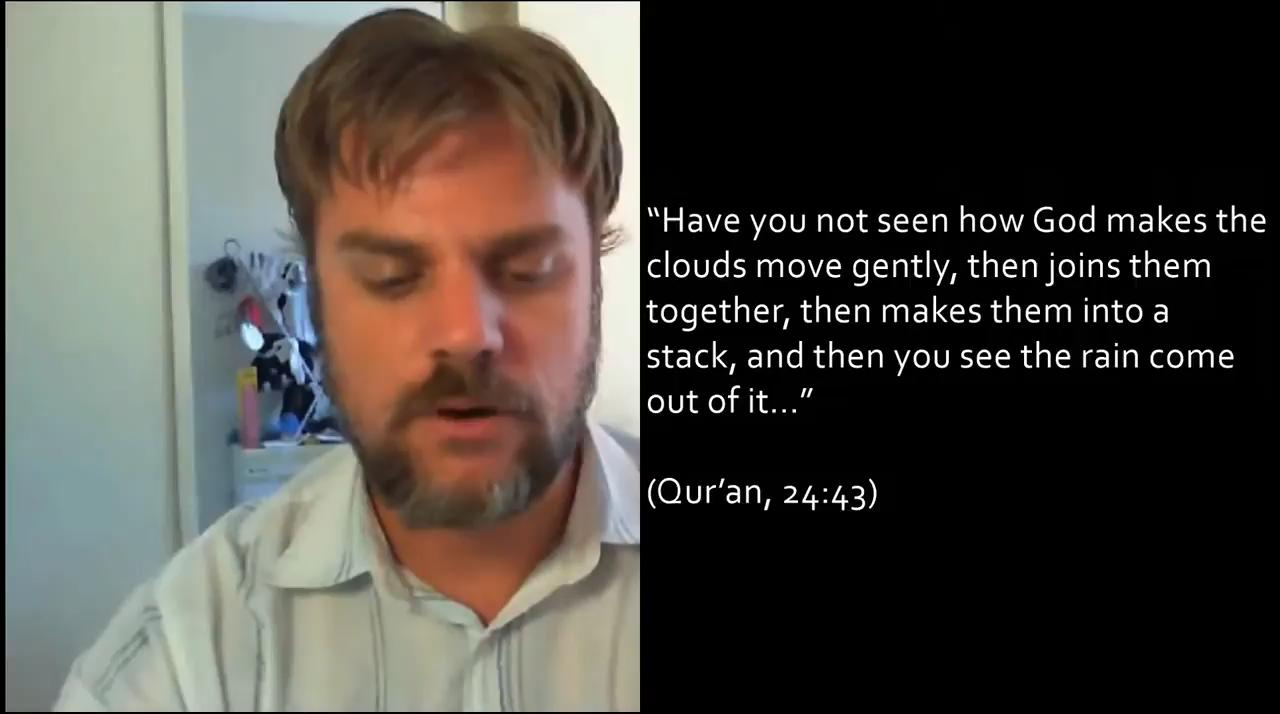 “Have you not seen how God makes the
clouds move gently, then joins them
together, then makes them into a
stack, and then you see the rain come
out of it...”
(Qur’an, 24:43)